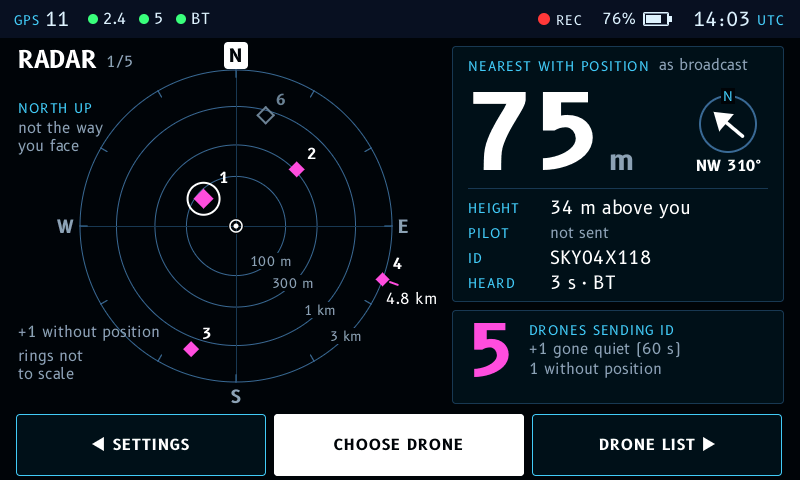 GPS 11 2.4 5 BT REC 76% 14:03 UTC
RADAR 1/5
N
NORTH UP
not the way
you face
6
2
1
W
E
100 m
300 m
1 km
3 km
4
4.8 km
3
+1 without position
rings not
to scale
S
NEAREST WITH POSITION as broadcast
75 m
N
NW 310°
HEIGHT 34 m above you
PILOT not sent
ID SKY04X118
HEARD 3 s · BT
5
DRONES SENDING ID
+1 gone quiet (60 s)
1 without position
◀ SETTINGS
CHOOSE DRONE
DRONE LIST ▶